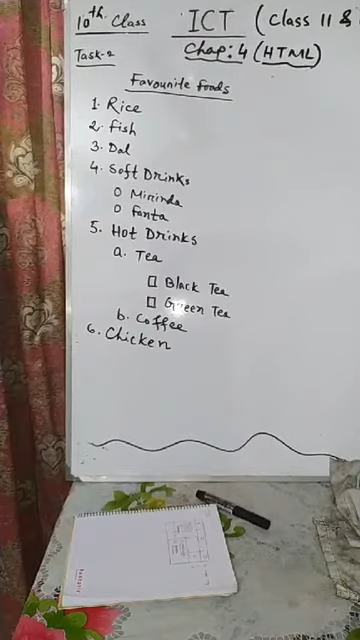 10th Class
ICT (Class 11 &
Task-2
Chap: 4 (HTML)
Favourite foods
1. Rice
2. Fish
3. Dal
4. Soft Drinks
o Mirinda
o Fanta
5. Hot Drinks
a. Tea
□ Black Tea
□ Green Tea
b. Coffee
6. Chicken